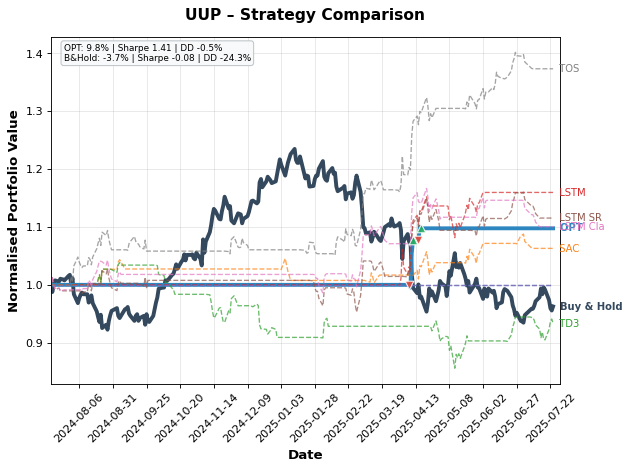 UUP – Strategy Comparison
OPT: 9.8% | Sharpe 1.41 | DD -0.5%
B&Hold: -3.7% | Sharpe -0.08 | DD -24.3%
Normalised Portfolio Value
1.4
1.3
1.2
1.1
1.0
0.9
TOS
LSTM
LSTM SR
OPT
SAC
Buy & Hold
TD3
2024-08-06
2024-08-31
2024-09-25
2024-10-20
2024-11-14
2024-12-09
2025-01-03
2025-01-28
2025-02-22
2025-03-19
2025-04-13
2025-05-08
2025-06-02
2025-06-27
2025-07-22
Date